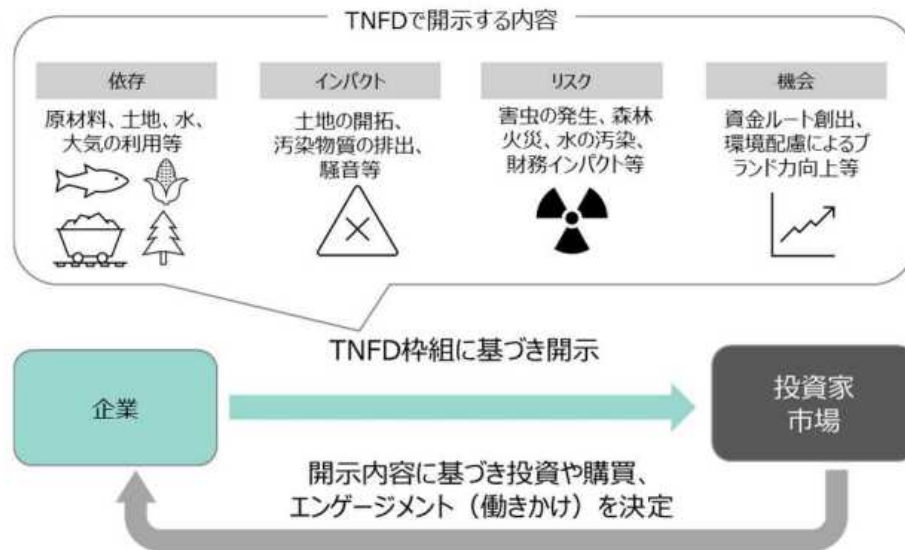 TNFDで開示する内容
依存
原材料、土地、水、
大気の利用等
インパクト
土地の開拓、
汚染物質の排出、
騒音等
リスク
害虫の発生、森林
火災、水の汚染、
財務インパクト等
機会
資金ルート創出、
環境配慮によるブ
ランド力向上等
TNFD枠組に基づき開示
企業
投資家
市場
開示内容に基づき投資や購買、
エンゲージメント（働きかけ）を決定